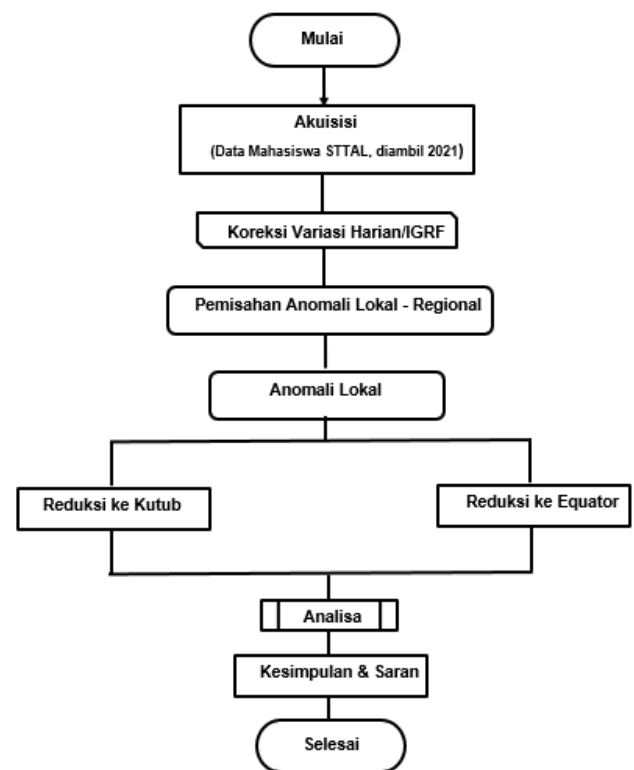 Mulai
Akuisisi
(Data Mahasiswa STTAL, diambil 2021)
Koreksi Variasi Harian/IGRF
Pemisahan Anomali Lokal - Regional
Anomali Lokal
Reduksi ke Kutub
Reduksi ke Equator
Analisa
Kesimpulan & Saran
Selesai